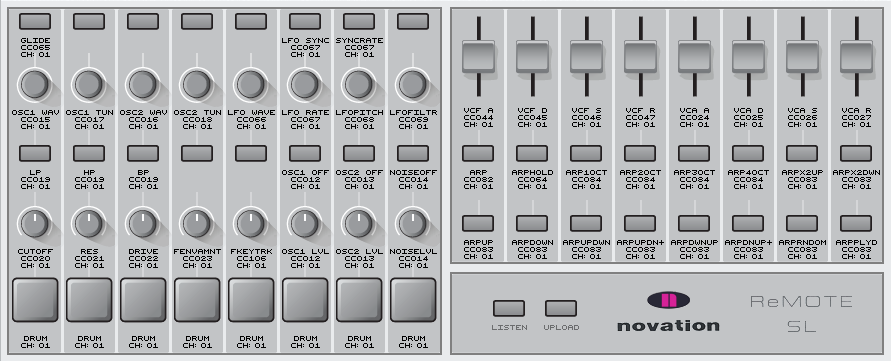 GLIDE LFO SYNC SYNCRATE
CC065 CC067 CC067
CH: 01 CH: 01 CH: 01
OSC1 WAV OSC1 TUN OSC2 WAV OSC2 TUN LFO WAVE LFO RATE LFOPITCH LFOFILTR
CC015 CC017 CC016 CC018 CC066 CC067 CC068
CH: 01 CH: 01 CH: 01 CH: 01 CH: 01 CH: 01 CH: 01 CH: 01
LP HP BP OSC1 OFF OSC2 OFF NOISEOFF
CC019 CC019 CC019 CC012 CC013 CC014
CH: 01 CH: 01 CH: 01 CH: 01 CH: 01 CH: 01
CUTOFF RES DRIVE FENVAMNT FKEYTRK OSC1 LVL OSC2 LVL NOISELVL
CC020 CC021 CC022 CC023 CC106 CC012 CC013 CC014
CH: 01 CH: 01 CH: 01 CH: 01 CH: 01 CH: 01 CH: 01 CH: 01
DRUM DRUM DRUM DRUM DRUM DRUM DRUM DRUM
CH: 01 CH: 01 CH: 01 CH: 01 CH: 01 CH: 01 CH: 01 CH: 01
VCF A VCF D VCF S VCF R VCA A VCA D VCA S VCA R
CC044 CC045 CC046 CC047 CC024 CC025 CC026 CC027
CH: 01 CH: 01 CH: 01 CH: 01 CH: 01 CH: 01 CH: 01 CH: 01
ARP ARPHOLD ARP1OCT ARP2OCT ARP3OCT ARP4OCT ARPX2UP ARPX2DWN
CC082 CC064 CC084 CC084 CC084 CC084 CC083 CC083
CH: 01 CH: 01 CH: 01 CH: 01 CH: 01 CH: 01 CH: 01 CH: 01
ARPUP ARPDOWN ARPUPDWN ARPUPDN+ ARPDWNUP ARPDNUP+ ARPRNDOM ARPPLYD
CC083 CC083 CC083 CC083 CC083 CC083 CC083 CC083
CH: 01 CH: 01 CH: 01 CH: 01 CH: 01 CH: 01 CH: 01 CH: 01
LISTEN UPLOAD
novation
ReMOTE
SL